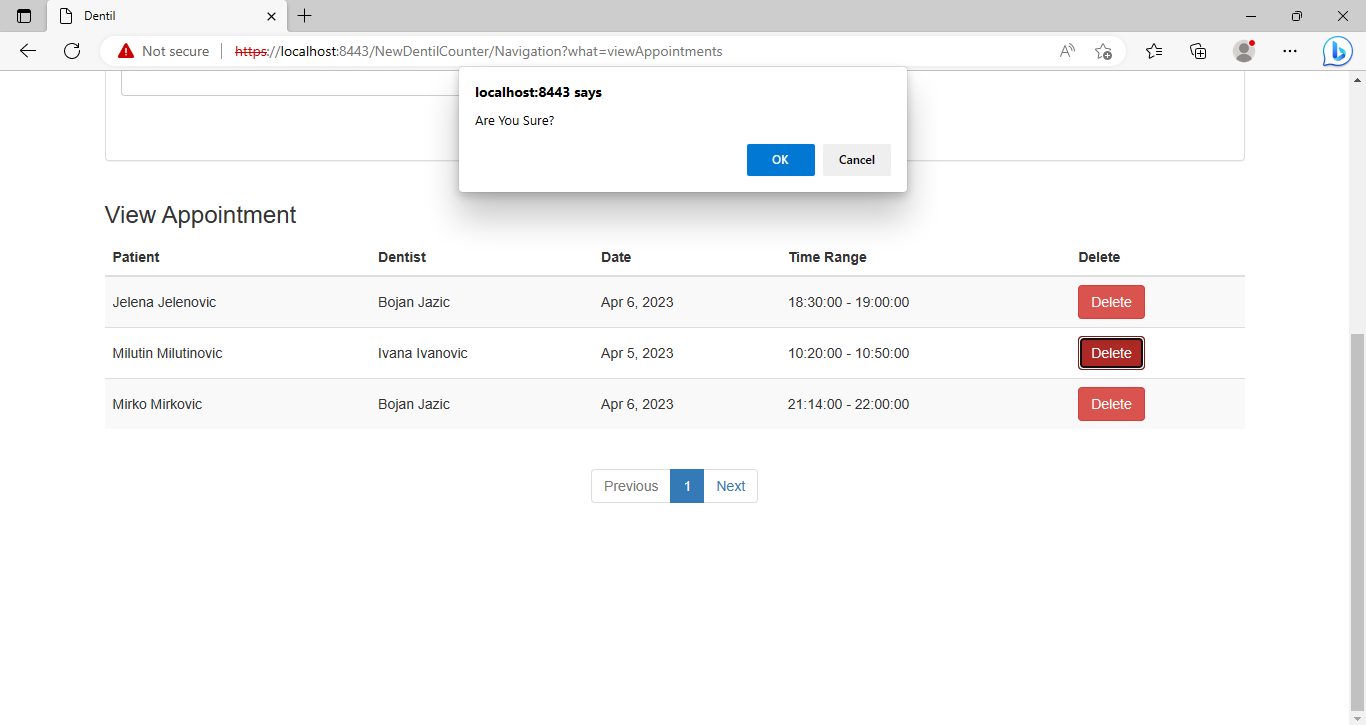 Dentil
Not secure https://localhost:8443/NewDentilCounter/Navigation?what=viewAppointments
localhost:8443 says
Are You Sure?
OK Cancel
View Appointment
Patient Dentist Date Time Range Delete
Jelena Jelenovic Bojan Jazic Apr 6, 2023 18:30:00 - 19:00:00 Delete
Milutin Milutinovic Ivana Ivanovic Apr 5, 2023 10:20:00 - 10:50:00 Delete
Mirko Mirkovic Bojan Jazic Apr 6, 2023 21:14:00 - 22:00:00 Delete
Previous 1 Next